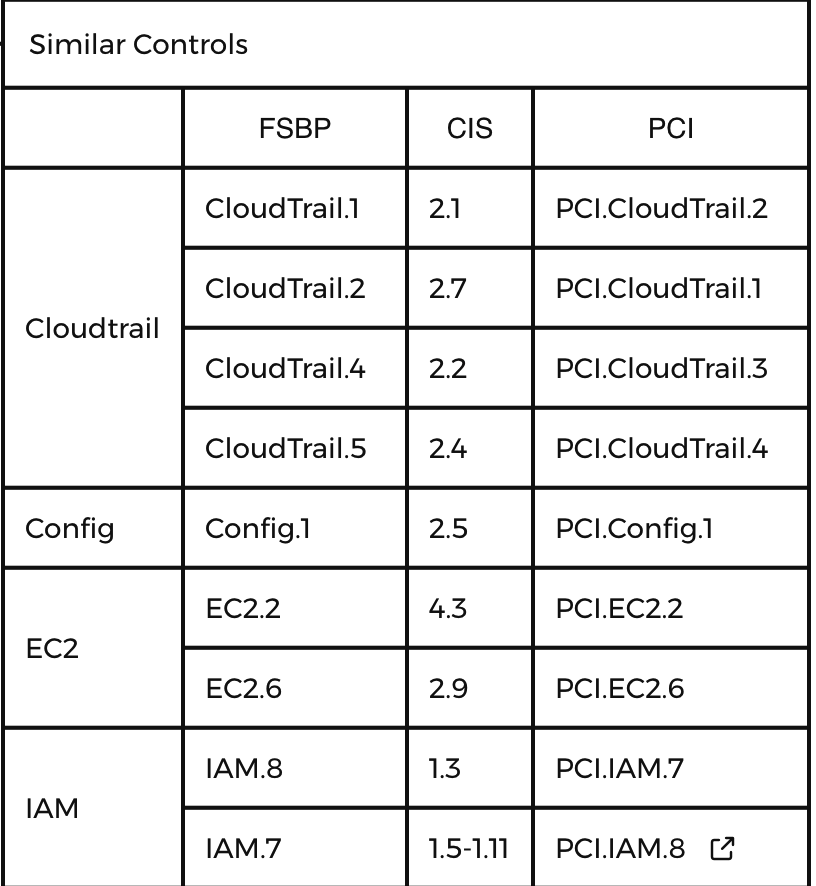 Similar Controls
FSBP CIS PCI
Cloudtrail
CloudTrail.1 2.1 PCI.CloudTrail.2
CloudTrail.2 2.7 PCI.CloudTrail.1
CloudTrail.4 2.2 PCI.CloudTrail.3
CloudTrail.5 2.4 PCI.CloudTrail.4
Config Config.1 2.5 PCI.Config.1
EC2
EC2.2 4.3 PCI.EC2.2
EC2.6 2.9 PCI.EC2.6
IAM
IAM.8 1.3 PCI.IAM.7
IAM.7 1.5-1.11 PCI.IAM.8